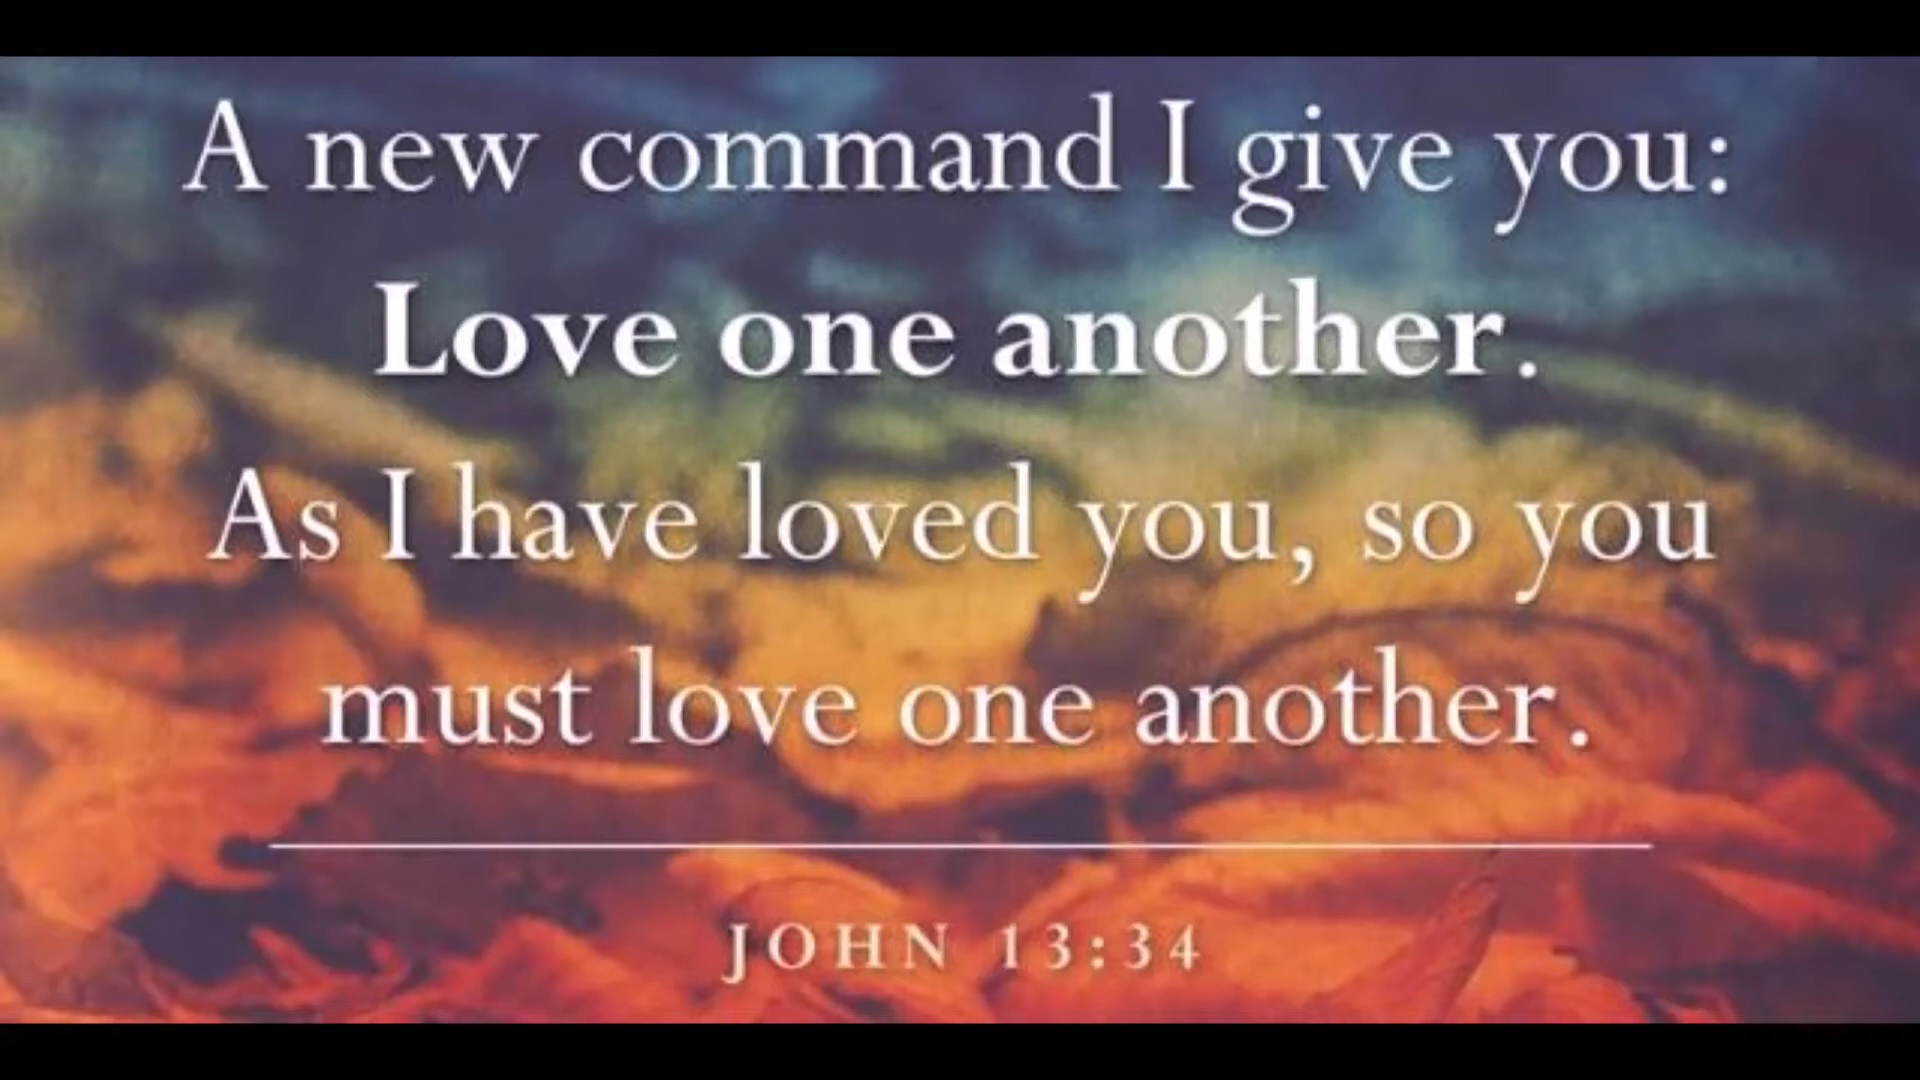 A new command I give you:
Love one another.
As I have loved you, so you
must love one another.
JOHN 13:34